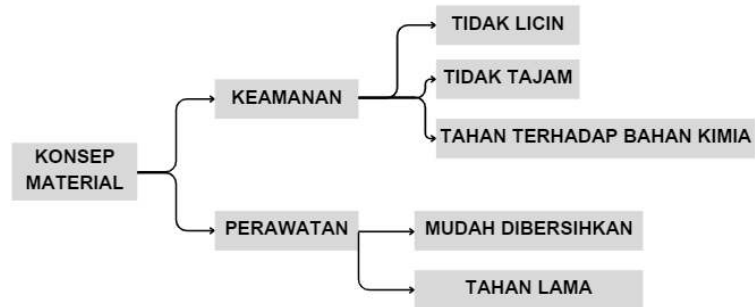 TIDAK LICIN
KEAMANAN
TIDAK TAJAM
TAHAN TERHADAP BAHAN KIMIA
KONSEP
MATERIAL
PERAWATAN
MUDAH DIBERSIHKAN
TAHAN LAMA